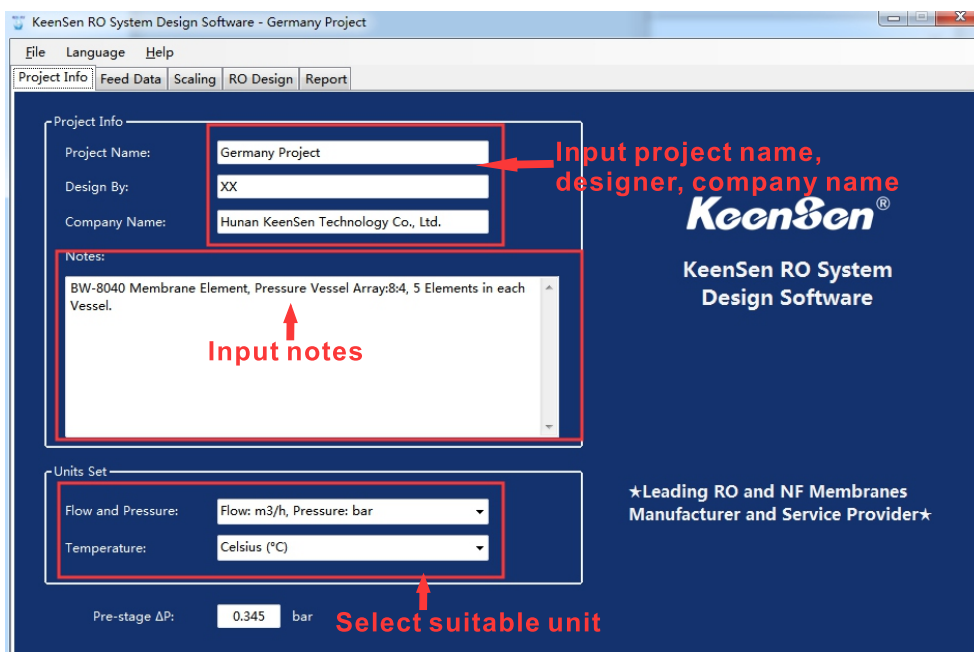 KeenSen RO System Design Software - Germany Project
File Language Help
Project Info Feed Data Scaling RO Design Report
Project Info
Project Name: Germany Project
Input project name,
designer, company name
Design By: XX
Company Name: Hunan KeenSen Technology Co., Ltd.
KeenSen®
Notes:
KeenSen RO System
Design Software
BW-8040 Membrane Element, Pressure Vessel Array:8:4, 5 Elements in each
Vessel.
Input notes
Units Set
★Leading RO and NF Membranes
Manufacturer and Service Provider★
Flow and Pressure: Flow: m3/h, Pressure: bar
Temperature: Celsius (°C)
Pre-stage ΔP: 0.345 bar
Select suitable unit